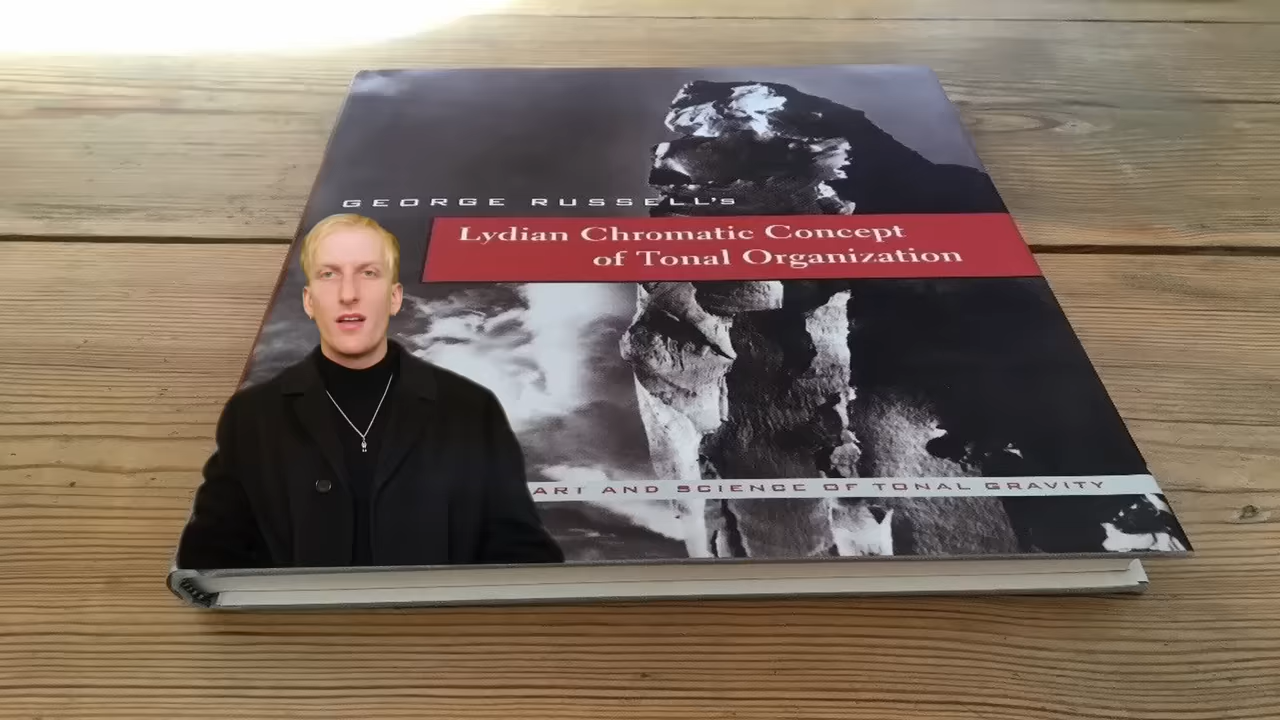 GEORGE RUSSELL'S
Lydian Chromatic Concept
of Tonal Organization
ART AND SCIENCE OF TONAL GRAVITY